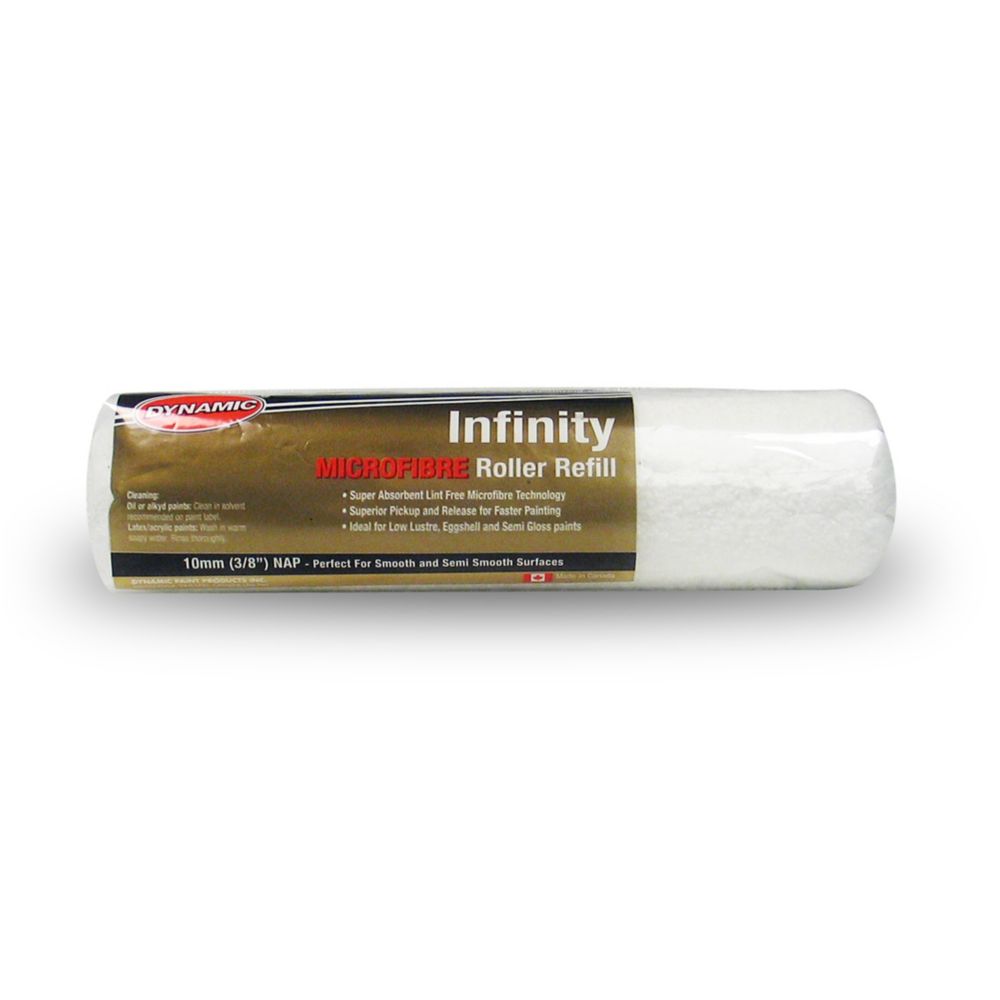 DYNAMIC
Infinity
MICROFIBRE Roller Refill
• Super Absorbent Lint Free Microfibre Technology
• Superior Pickup and Release for Faster Painting
• Ideal for Low Lustre, Eggshell and Semi Gloss paints
Cleaning:
Oil or alkyd paints: Clean in solvent
recommended on paint label.
Latex/acrylic paints: Wash in warm
soapy water. Rinse thoroughly.
10mm (3/8") NAP - Perfect For Smooth and Semi Smooth Surfaces
DYNAMIC PAINT PRODUCTS INC.
Made in Canada